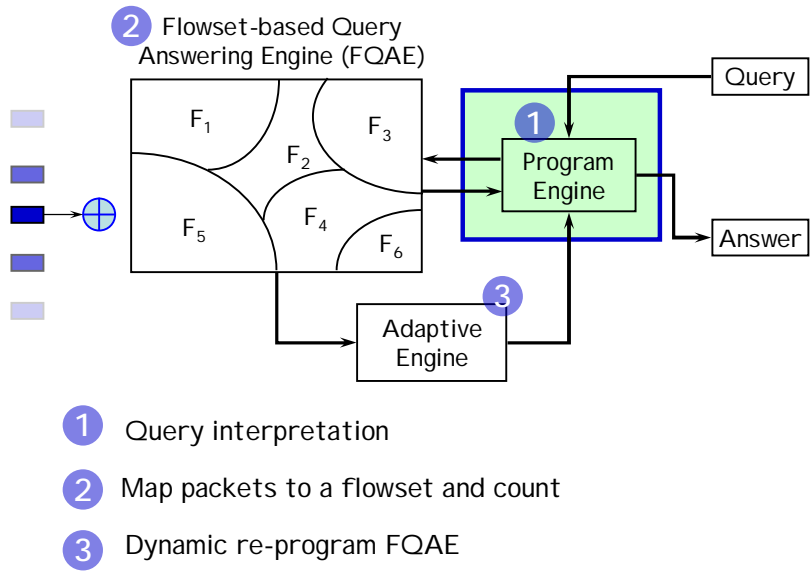 2 Flowset-based Query
Answering Engine (FQAE)
Query
F1
F2
F3
F4
F5
F6
1
Program
Engine
Answer
3
Adaptive
Engine
1 Query interpretation
2 Map packets to a flowset and count
3 Dynamic re-program FQAE